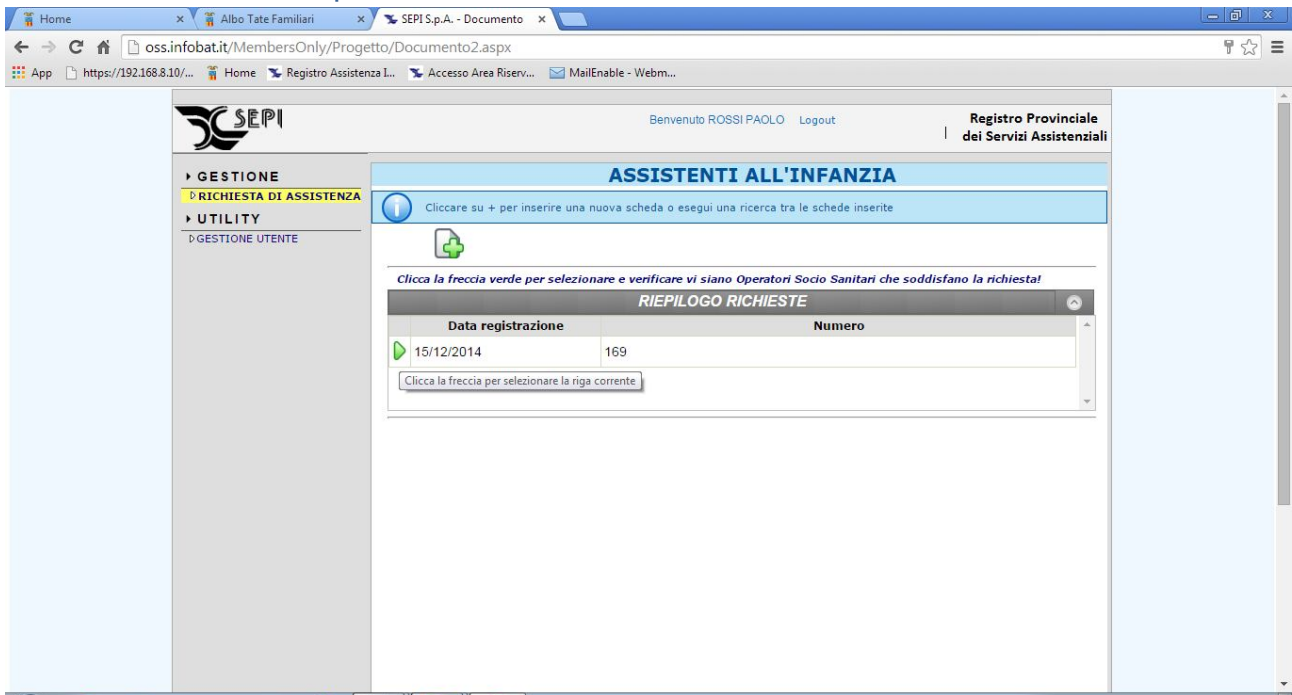 Home
Albo Tate Familiari
SEPI S.p.A. - Documento
oss.infobat.it/MembersOnly/Progetto/Documento2.aspx
App https://192.168.8.10/... Home Registro Assistenza I... Accesso Area Riserv... MailEnable - Webm...
SEPI
Benvenuto ROSSI PAOLO Logout
| Registro Provinciale
dei Servizi Assistenziali
GESTIONE
RICHIESTA DI ASSISTENZA
UTILITY
GESTIONE UTENTE
ASSISTENTI ALL'INFANZIA
Cliccare su + per inserire una nuova scheda o esegui una ricerca tra le schede inserite
Clicca la freccia verde per selezionare e verificare vi siano Operatori Socio Sanitari che soddisfano la richiesta!
RIEPILOGO RICHIESTE
Data registrazione Numero
15/12/2014 169
Clicca la freccia per selezionare la riga corrente